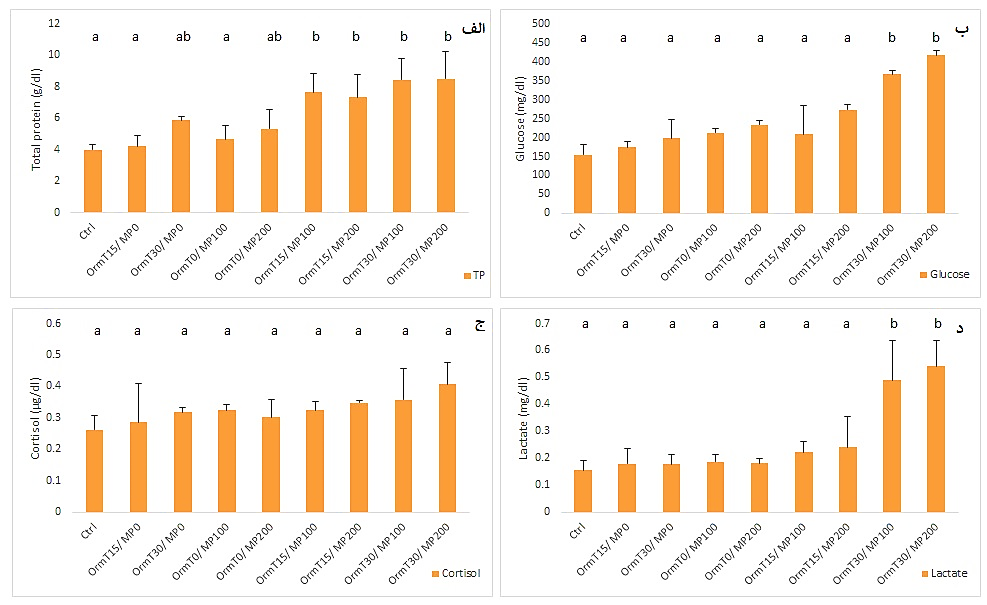 الف
Total protein (g/dl)
12
10
8
6
4
2
0
a a ab a ab b b b b
Ctrl
OrmT15/ MP0
OrmT30/ MP0
OrmT0/ MP100
OrmT0/ MP200
OrmT15/ MP100
OrmT15/ MP200
OrmT30/ MP100
OrmT30/ MP200
TP
ب
Glucose (mg/dl)
500
450
400
350
300
250
200
150
100
50
0
a a a a a a a b b
Ctrl
OrmT15/ MP0
OrmT30/ MP0
OrmT0/ MP100
OrmT0/ MP200
OrmT15/ MP100
OrmT15/ MP200
OrmT30/ MP100
OrmT30/ MP200
Glucose
ج
Cortisol (µg/dl)
0.6
0.5
0.4
0.3
0.2
0.1
0
a a a a a a a a a
Ctrl
OrmT15/ MP0
OrmT30/ MP0
OrmT0/ MP100
OrmT0/ MP200
OrmT15/ MP100
OrmT15/ MP200
OrmT30/ MP100
OrmT30/ MP200
Cortisol
د
Lactate (mg/dl)
0.7
0.6
0.5
0.4
0.3
0.2
0.1
0
a a a a a a a b b
Ctrl
OrmT15/ MP0
OrmT30/ MP0
OrmT0/ MP100
OrmT0/ MP200
OrmT15/ MP100
OrmT15/ MP200
OrmT30/ MP100
OrmT30/ MP200
Lactate